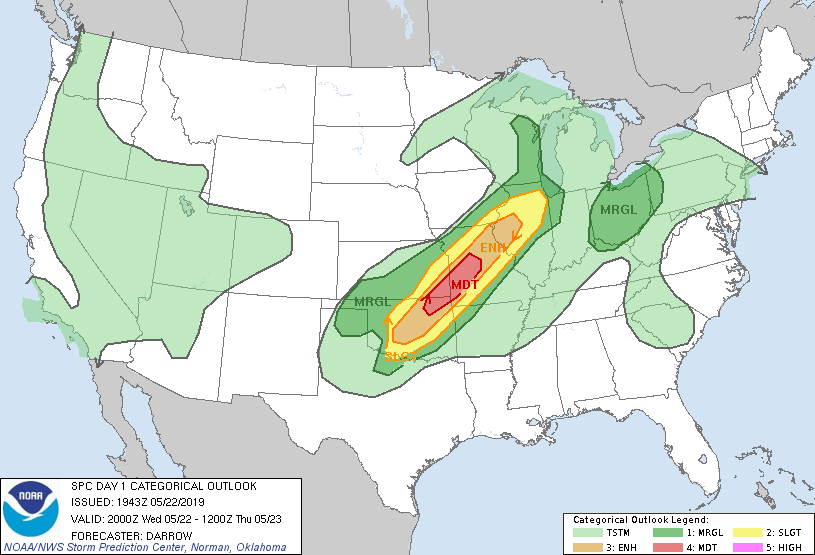 MRGL
ENH
MDT
MRGL
SLGT
NOAA
SPC DAY 1 CATEGORICAL OUTLOOK
ISSUED: 1943Z 05/22/2019
VALID: 2000Z Wed 05/22 - 1200Z Thu 05/23
FORECASTER: DARROW
NOAA/NWS Storm Prediction Center, Norman, Oklahoma
Categorical Outlook Legend:
TSTM 1: MRGL 2: SLGT
3: ENH 4: MDT 5: HIGH